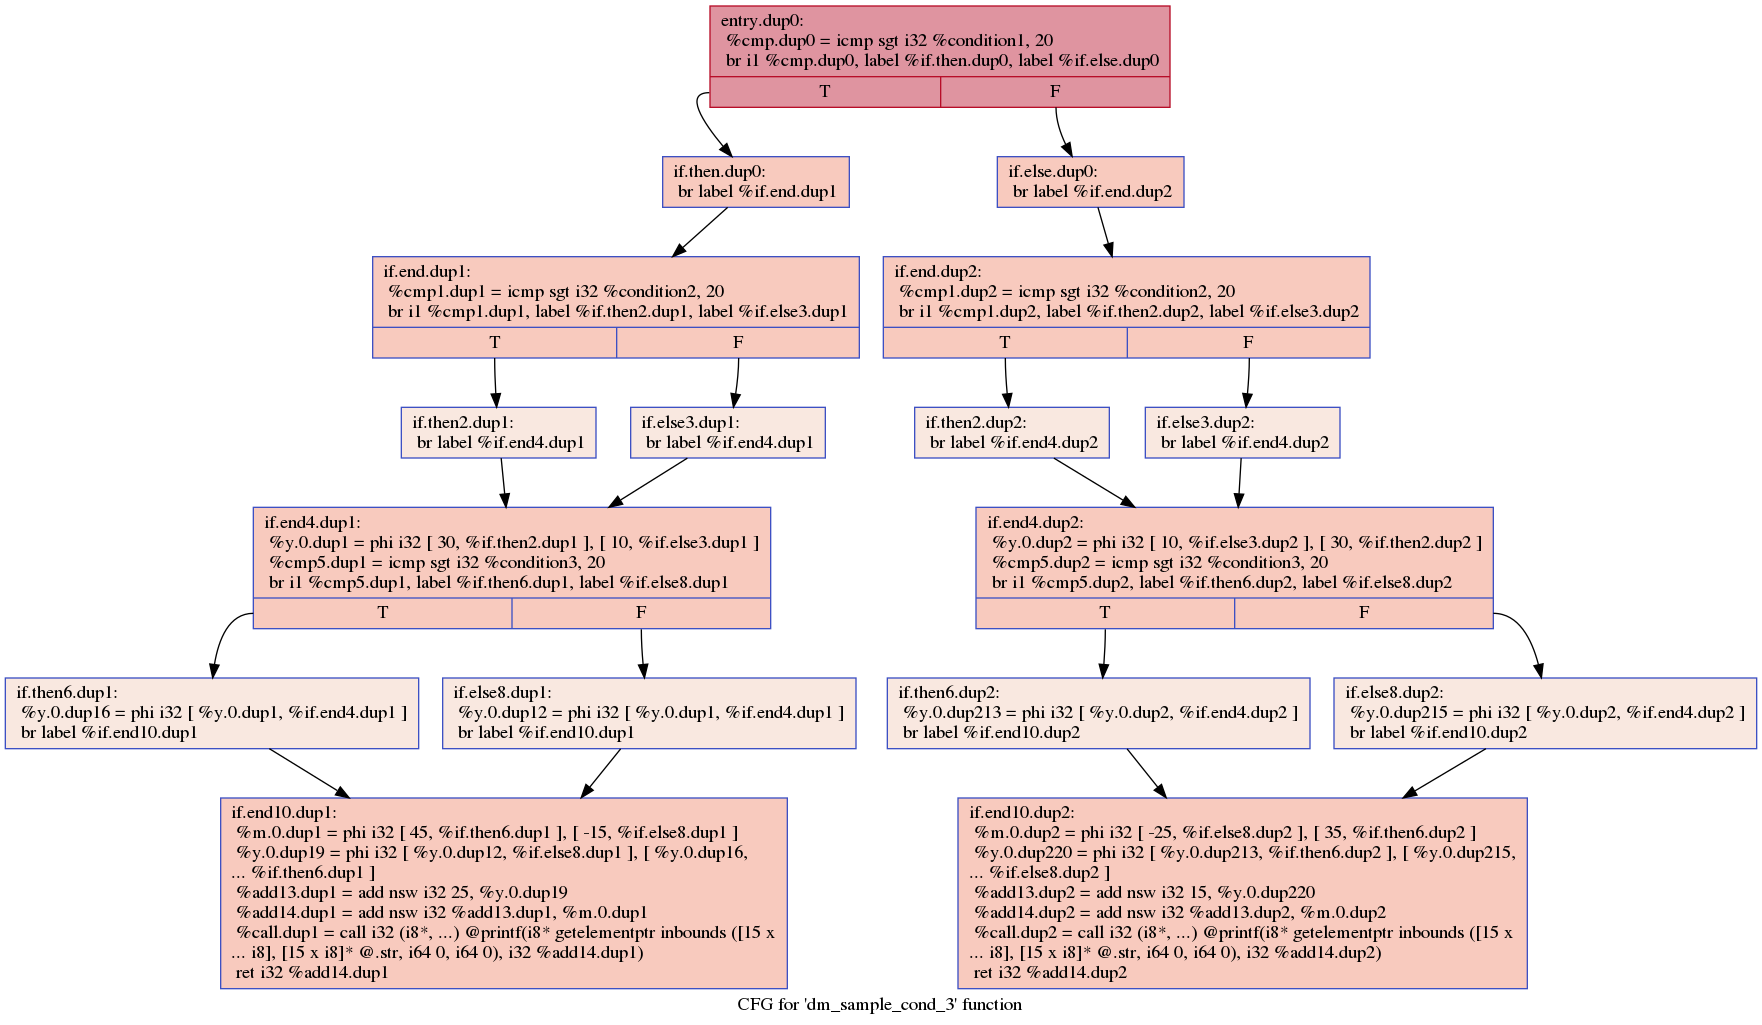 entry.dup0:
%cmp.dup0 = icmp sgt i32 %condition1, 20
br i1 %cmp.dup0, label %if.then.dup0, label %if.else.dup0
T
F
if.then.dup0:
br label %if.end.dup1
if.else.dup0:
br label %if.end.dup2
if.end.dup1:
%cmp1.dup1 = icmp sgt i32 %condition2, 20
br i1 %cmp1.dup1, label %if.then2.dup1, label %if.else3.dup1
T
F
if.end.dup2:
%cmp1.dup2 = icmp sgt i32 %condition2, 20
br i1 %cmp1.dup2, label %if.then2.dup2, label %if.else3.dup2
T
F
if.then2.dup1:
br label %if.end4.dup1
if.else3.dup1:
br label %if.end4.dup1
if.then2.dup2:
br label %if.end4.dup2
if.else3.dup2:
br label %if.end4.dup2
if.end4.dup1:
%y.0.dup1 = phi i32 [ 30, %if.then2.dup1 ], [ 10, %if.else3.dup1 ]
%cmp5.dup1 = icmp sgt i32 %condition3, 20
br i1 %cmp5.dup1, label %if.then6.dup1, label %if.else8.dup1
T
F
if.end4.dup2:
%y.0.dup2 = phi i32 [ 10, %if.else3.dup2 ], [ 30, %if.then2.dup2 ]
%cmp5.dup2 = icmp sgt i32 %condition3, 20
br i1 %cmp5.dup2, label %if.then6.dup2, label %if.else8.dup2
T
F
if.then6.dup1:
%y.0.dup16 = phi i32 [ %y.0.dup1, %if.end4.dup1 ]
br label %if.end10.dup1
if.else8.dup1:
%y.0.dup12 = phi i32 [ %y.0.dup1, %if.end4.dup1 ]
br label %if.end10.dup1
if.then6.dup2:
%y.0.dup213 = phi i32 [ %y.0.dup2, %if.end4.dup2 ]
br label %if.end10.dup2
if.else8.dup2:
%y.0.dup215 = phi i32 [ %y.0.dup2, %if.end4.dup2 ]
br label %if.end10.dup2
if.end10.dup1:
%m.0.dup1 = phi i32 [ 45, %if.then6.dup1 ], [ -15, %if.else8.dup1 ]
%y.0.dup19 = phi i32 [ %y.0.dup12, %if.else8.dup1 ], [ %y.0.dup16,
... %if.then6.dup1 ]
%add13.dup1 = add nsw i32 25, %y.0.dup19
%add14.dup1 = add nsw i32 %add13.dup1, %m.0.dup1
%call.dup1 = call i32 (i8*, ...) @printf(i8* getelementptr inbounds ([15 x
... i8], [15 x i8]* @.str, i64 0, i64 0), i32 %add14.dup1)
ret i32 %add14.dup1
if.end10.dup2:
%m.0.dup2 = phi i32 [ -25, %if.else8.dup2 ], [ 35, %if.then6.dup2 ]
%y.0.dup220 = phi i32 [ %y.0.dup213, %if.then6.dup2 ], [ %y.0.dup215,
... %if.else8.dup2 ]
%add13.dup2 = add nsw i32 15, %y.0.dup220
%add14.dup2 = add nsw i32 %add13.dup2, %m.0.dup2
%call.dup2 = call i32 (i8*, ...) @printf(i8* getelementptr inbounds ([15 x
... i8], [15 x i8]* @.str, i64 0, i64 0), i32 %add14.dup2)
ret i32 %add14.dup2
CFG for 'dm_sample_cond_3' function